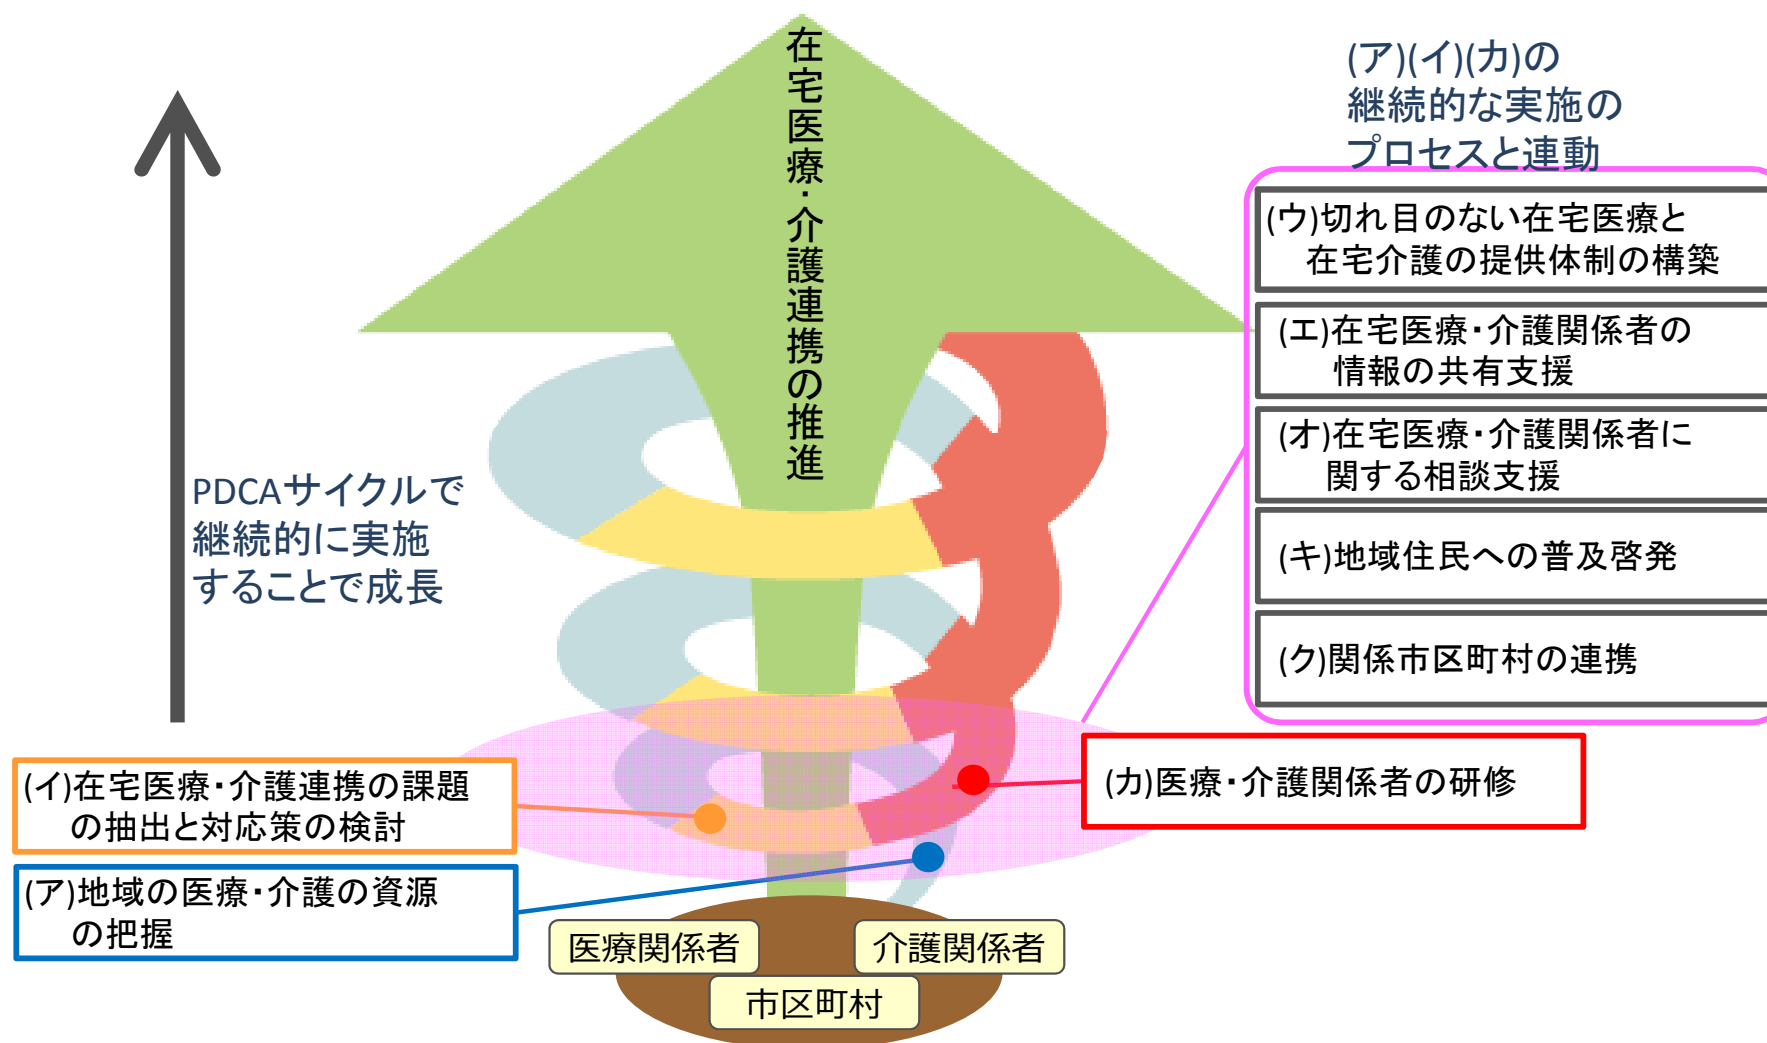 在宅医療・介護連携の推進
(ア)(イ)(カ)の
継続的な実施の
プロセスと連動
(ウ)切れ目のない在宅医療と
在宅介護の提供体制の構築
(エ)在宅医療・介護関係者の
情報の共有支援
(オ)在宅医療・介護関係者に
関する相談支援
(キ)地域住民への普及啓発
(ク)関係市区町村の連携
PDCAサイクルで
継続的に実施
することで成長
(イ)在宅医療・介護連携の課題
の抽出と対応策の検討
(カ)医療・介護関係者の研修
(ア)地域の医療・介護の資源
の把握
医療関係者
介護関係者
市区町村